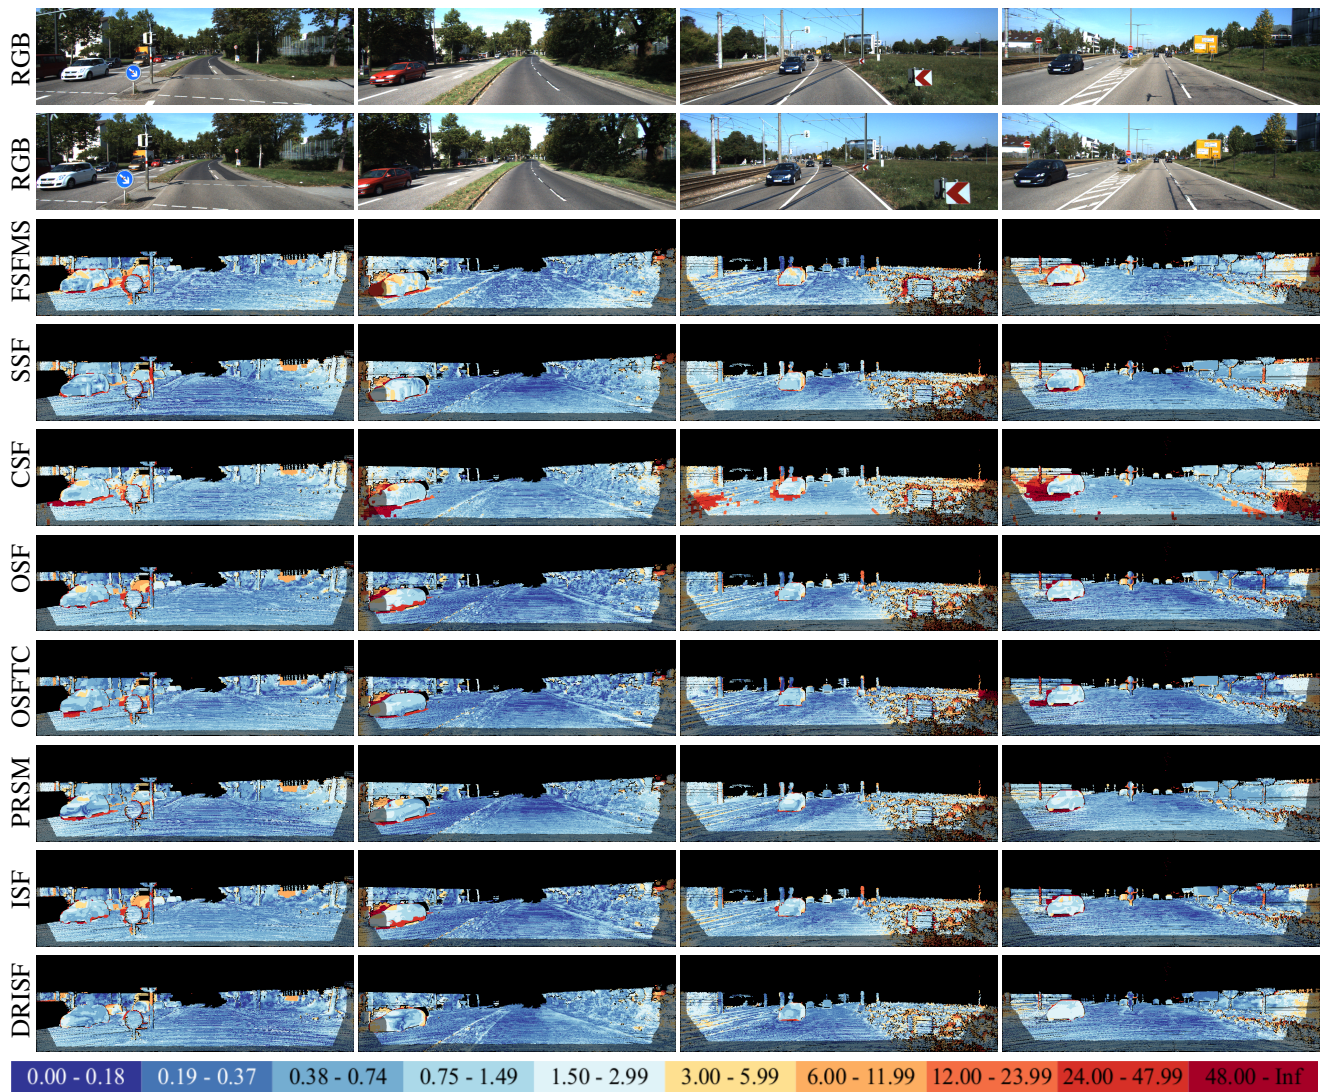 RGB
RGB
FSFMS
SSF
CSF
OSF
OSFTC
PRSM
ISF
DRISF
0.00 - 0.18 0.19 - 0.37 0.38 - 0.74 0.75 - 1.49 1.50 - 2.99 3.00 - 5.99 6.00 - 11.99 12.00 - 23.99 24.00 - 47.99 48.00 - Inf